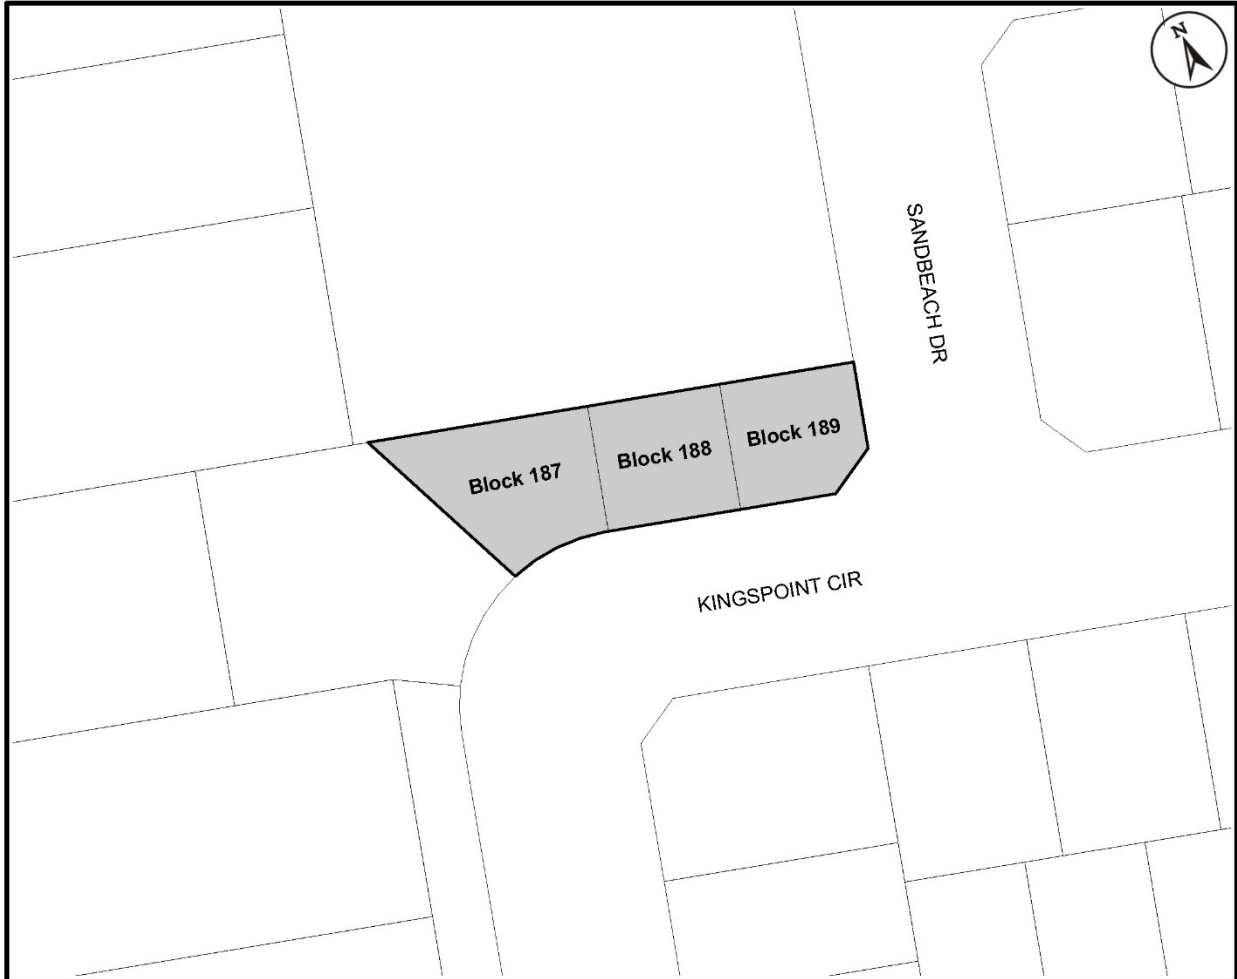 N
SANDBEACH DR
Block 187
Block 188
Block 189
KINGSPOINT CIR